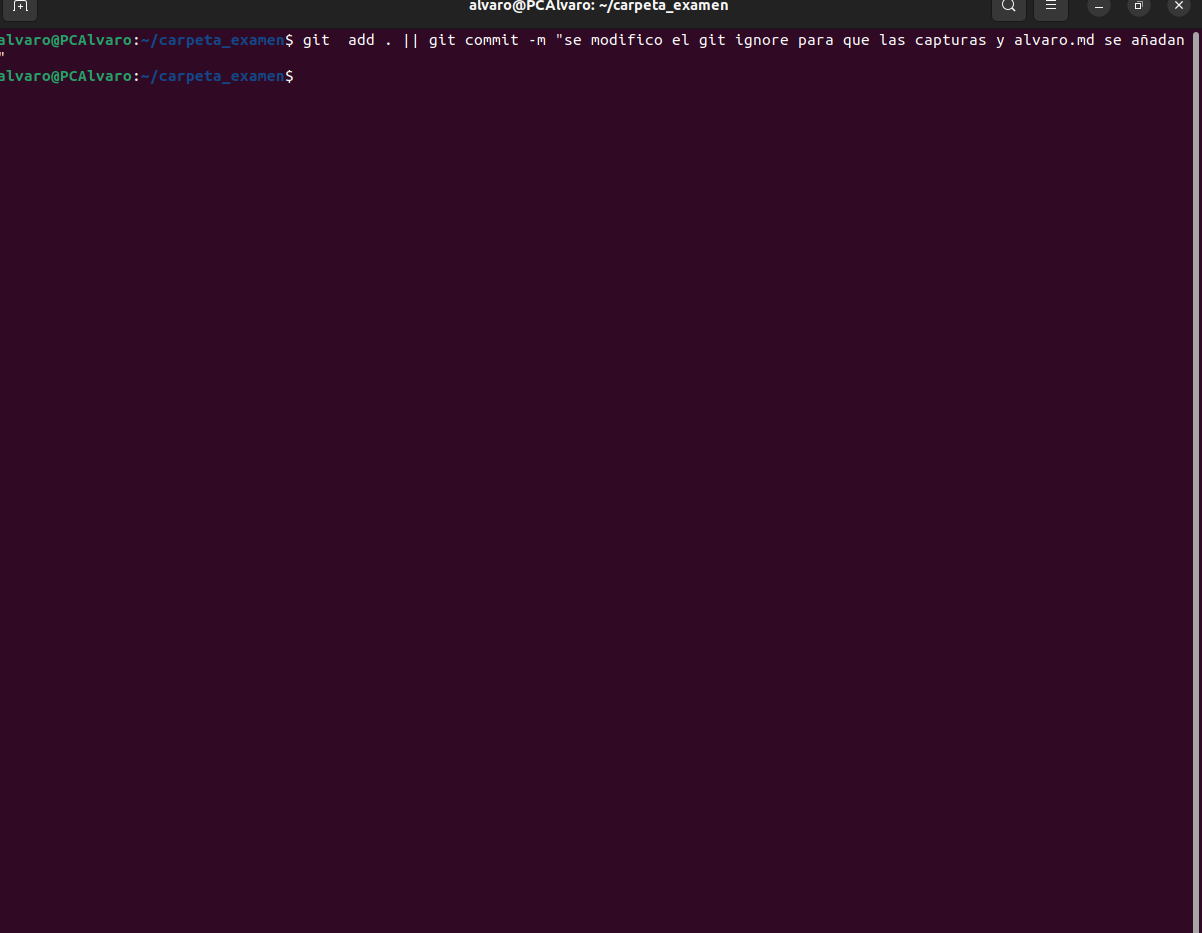 alvaro@PCAlvaro: ~/carpeta_examen
alvaro@PCAlvaro:~/carpeta_examen$ git  add . || git commit -m "se modifico el git ignore para que las capturas y alvaro.md se añadan
"
alvaro@PCAlvaro:~/carpeta_examen$